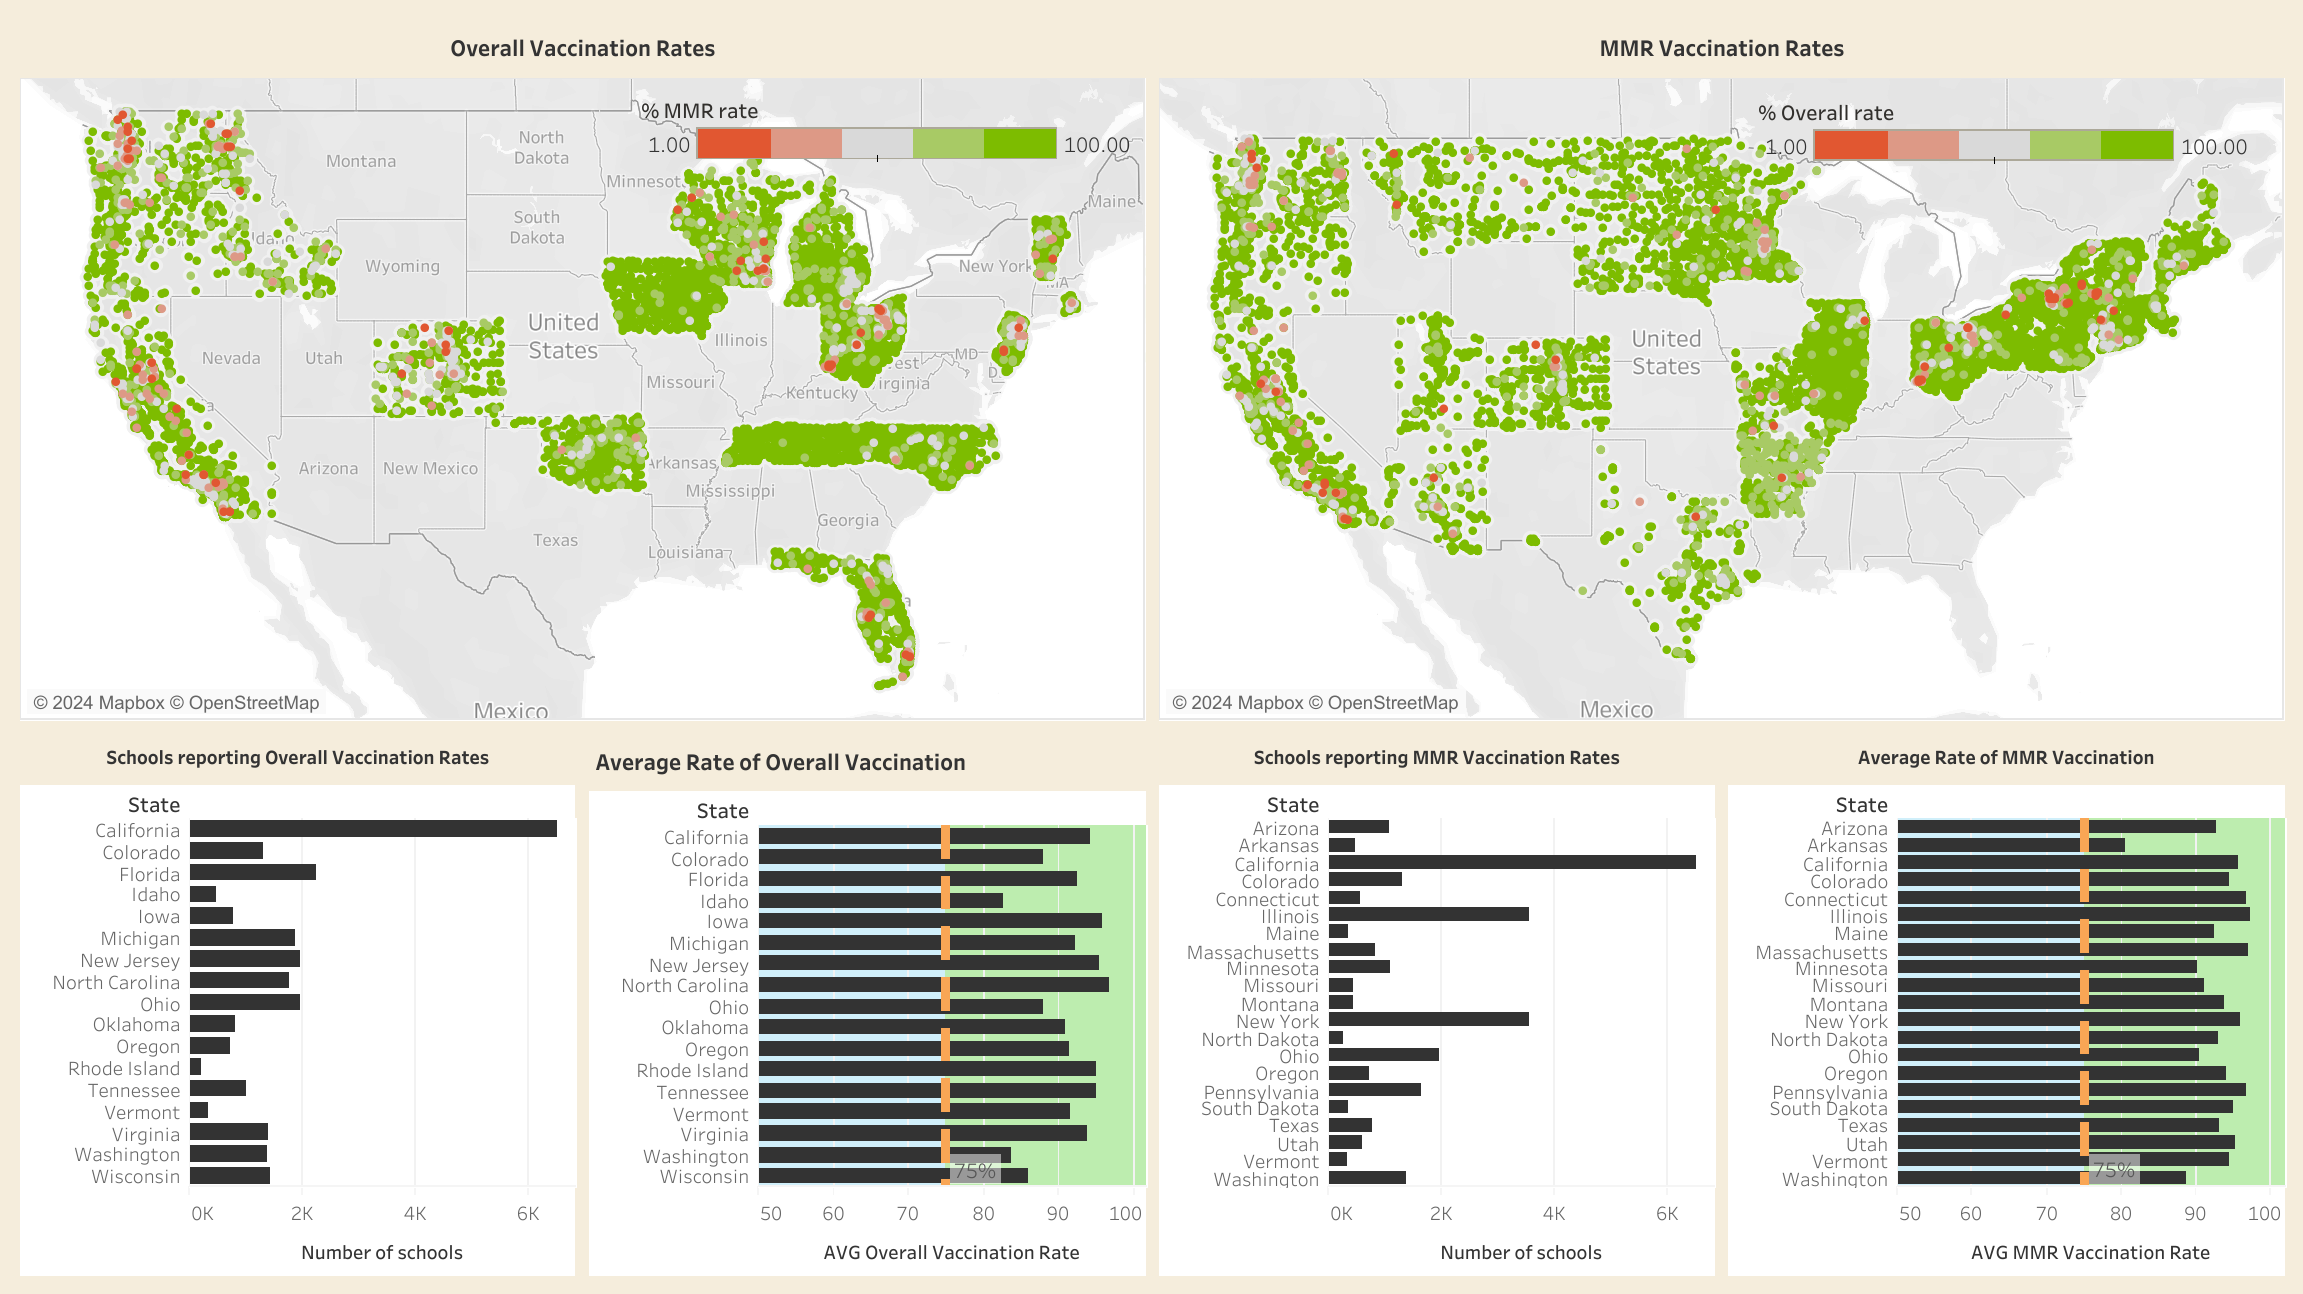 Overall Vaccination Rates
MMR Vaccination Rates
% MMR rate
1.00
100.00
North
Dakota
Montana
Minnesot
South
Dakota
Maine
Idaho
Wyoming
New York
MA
United
States
Nevada
Utah
Illinois
MD
Missouri
Kentucky
est
irginia
D
Arizona
New Mexico
Arkansas
Mississippi
Georgia
Texas
Louisiana
a
a
Mexico
© 2024 Mapbox © OpenStreetMap
% Overall rate
1.00
100.00
United
States
Mexico
© 2024 Mapbox © OpenStreetMap
Schools reporting Overall Vaccination Rates
State
California
Colorado
Florida
Idaho
Iowa
Michigan
New Jersey
North Carolina
Ohio
Oklahoma
Oregon
Rhode Island
Tennessee
Vermont
Virginia
Washington
Wisconsin
0K 2K 4K 6K
Number of schools
Average Rate of Overall Vaccination
State
California
Colorado
Florida
Idaho
Iowa
Michigan
New Jersey
North Carolina
Ohio
Oklahoma
Oregon
Rhode Island
Tennessee
Vermont
Virginia
Washington
Wisconsin
75%
50 60 70 80 90 100
AVG Overall Vaccination Rate
Schools reporting MMR Vaccination Rates
State
Arizona
Arkansas
California
Colorado
Connecticut
Illinois
Maine
Massachusetts
Minnesota
Missouri
Montana
New York
North Dakota
Ohio
Oregon
Pennsylvania
South Dakota
Texas
Utah
Vermont
Washington
0K 2K 4K 6K
Number of schools
Average Rate of MMR Vaccination
State
Arizona
Arkansas
California
Colorado
Connecticut
Illinois
Maine
Massachusetts
Minnesota
Missouri
Montana
New York
North Dakota
Ohio
Oregon
Pennsylvania
South Dakota
Texas
Utah
Vermont
Washington
75%
50 60 70 80 90 100
AVG MMR Vaccination Rate